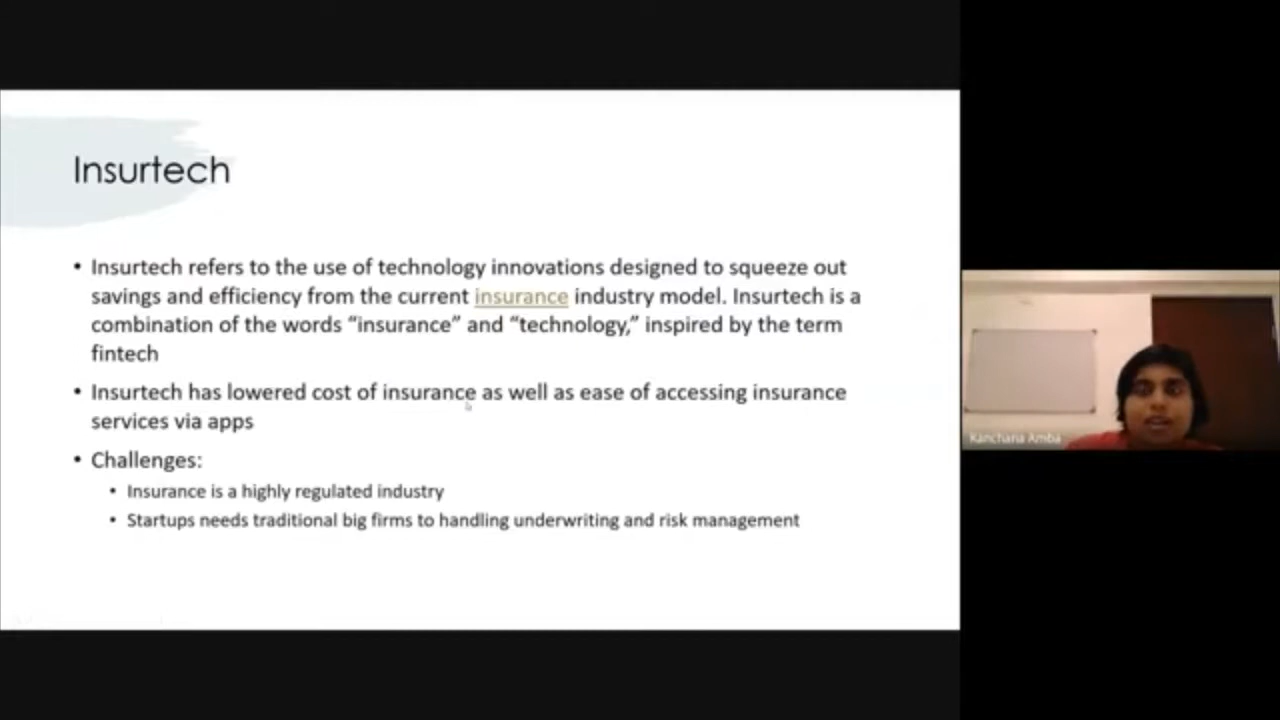 Insurtech
• Insurtech refers to the use of technology innovations designed to squeeze out
savings and efficiency from the current insurance industry model. Insurtech is a
combination of the words “insurance” and “technology,” inspired by the term
fintech
• Insurtech has lowered cost of insurance as well as ease of accessing insurance
services via apps
• Challenges:
• Insurance is a highly regulated industry
• Startups needs traditional big firms to handling underwriting and risk management
Kanchana Amba